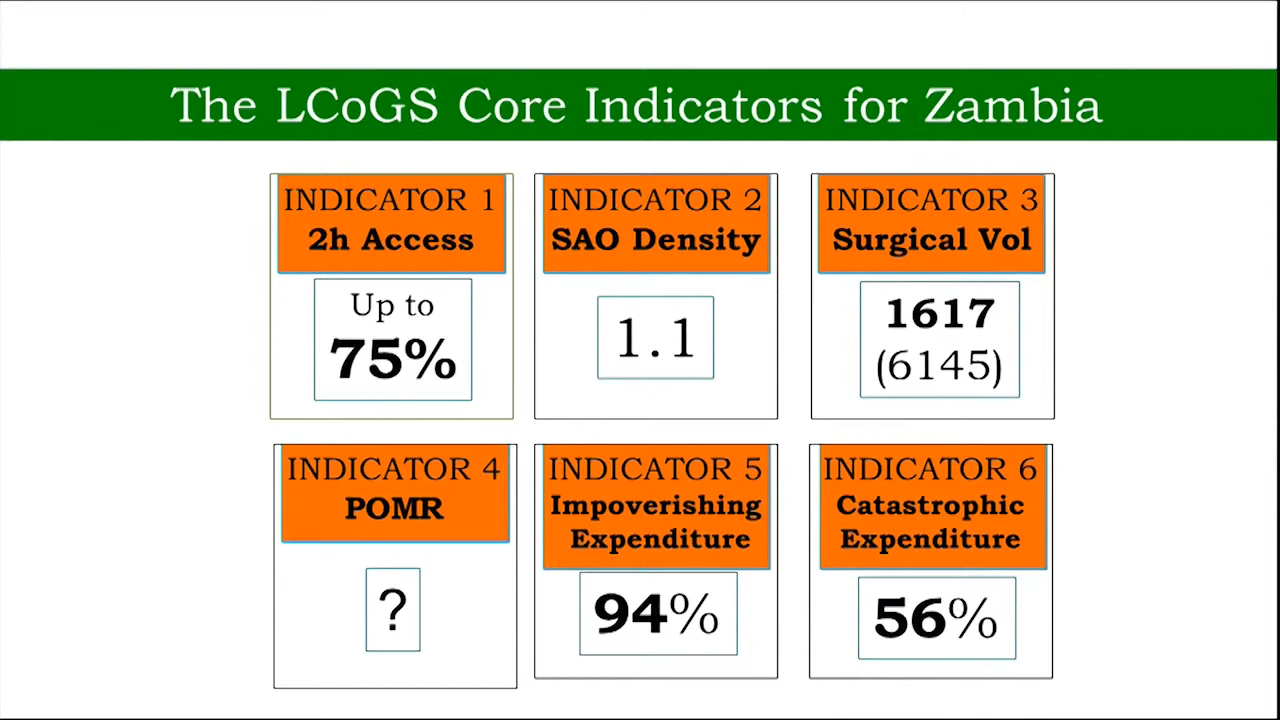 The LCoGS Core Indicators for Zambia
INDICATOR 1
2h Access
Up to
75%
INDICATOR 2
SAO Density
1.1
INDICATOR 3
Surgical Vol
1617
(6145)
INDICATOR 4
POMR
?
INDICATOR 5
Impoverishing
Expenditure
94%
INDICATOR 6
Catastrophic
Expenditure
56%